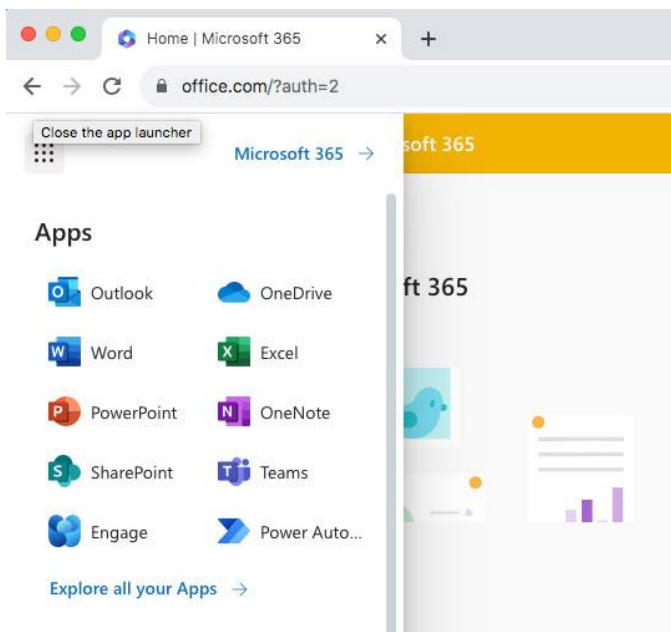 Home | Microsoft 365
office.com/?auth=2
Close the app launcher
Microsoft 365
soft 365
Apps
ft 365
Outlook
OneDrive
Word
Excel
PowerPoint
OneNote
SharePoint
Teams
Engage
Power Auto...
Explore all your Apps